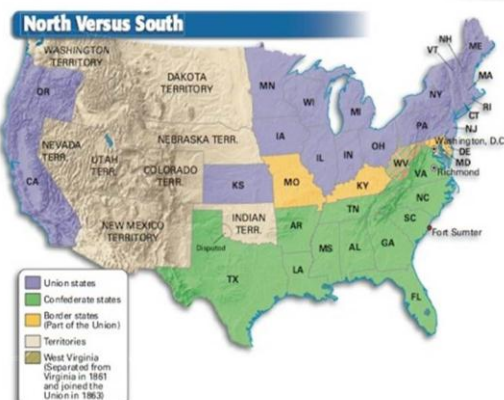 North Versus South
WASHINGTON
TERRITORY
OR
NEVADA
TERR.
CA
UTAH
TERR.
DAKOTA
TERRITORY
NEBRASKA TERR.
COLORADO
TERR.
NEW MEXICO
TERRITORY
KS
INDIAN
TERR.
Disputed
TX
MN
WI
MI
IA
IL
IN
OH
MO
KY
AR
LA
MS
AL
TN
GA
FL
SC
NC
VA
WV
PA
NY
VT
NH
ME
MA
RI
CT
NJ
Washington, D.C
DE
MD
Richmond
Fort Sumter
Union states
Confederate states
Border states
(Part of the Union)
Territories
West Virginia
(Separated from
Virginia in 1861
and joined the
Union in 1863)